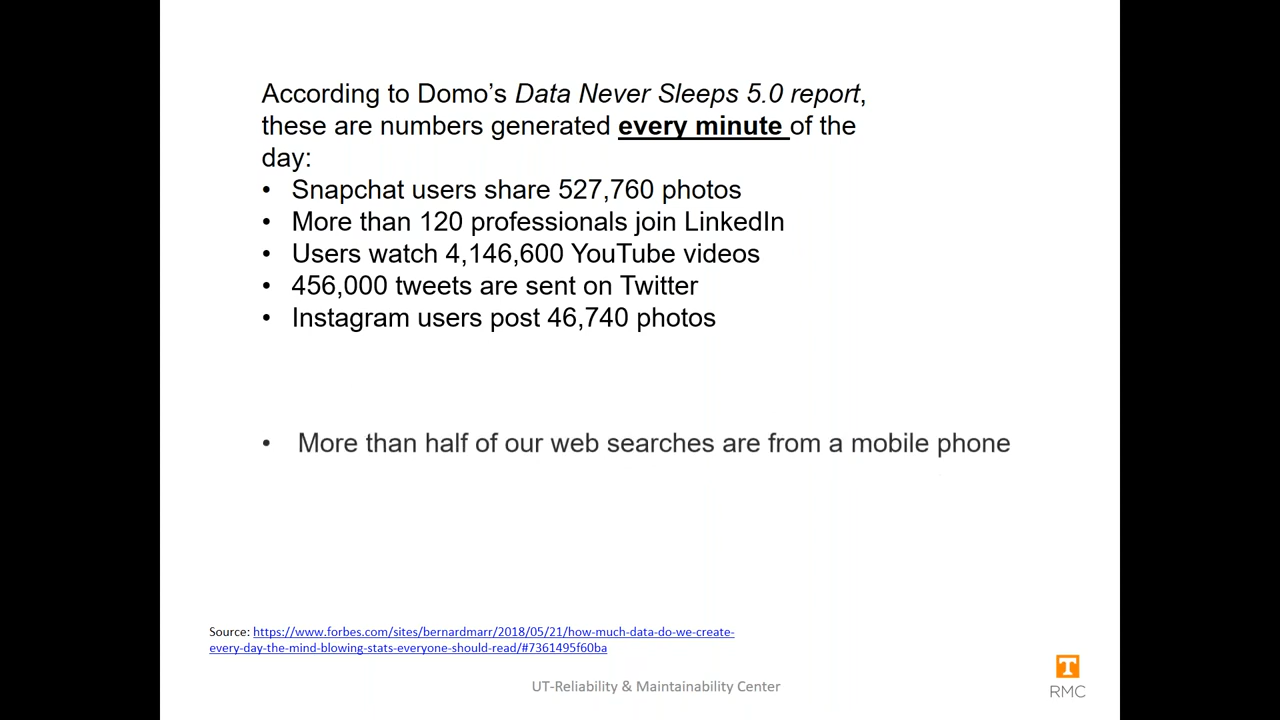 According to Domo’s Data Never Sleeps 5.0 report,
these are numbers generated every minute of the
day:
• Snapchat users share 527,760 photos
• More than 120 professionals join LinkedIn
• Users watch 4,146,600 YouTube videos
• 456,000 tweets are sent on Twitter
• Instagram users post 46,740 photos
• More than half of our web searches are from a mobile phone
Source: https://www.forbes.com/sites/bernardmarr/2018/05/21/how-much-data-do-we-create-
every-day-the-mind-blowing-stats-everyone-should-read/#7361495f60ba
UT-Reliability & Maintainability Center
T
RMC